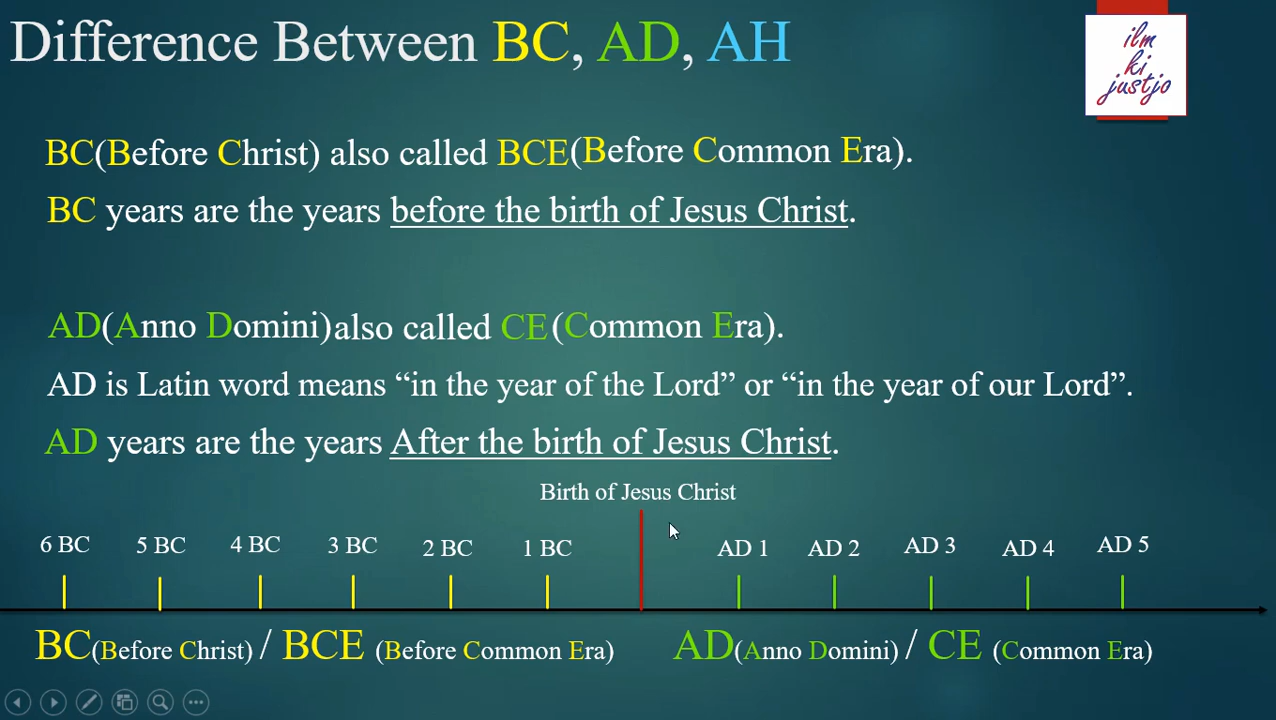 Difference Between BC, AD, AH
ilm
ki
justjo
BC(Before Christ) also called BCE(Before Common Era).
BC years are the years before the birth of Jesus Christ.
AD(Anno Domini)also called CE(Common Era).
AD is Latin word means “in the year of the Lord” or “in the year of our Lord”.
AD years are the years After the birth of Jesus Christ.
Birth of Jesus Christ
6 BC 5 BC 4 BC 3 BC 2 BC 1 BC AD 1 AD 2 AD 3 AD 4 AD 5
BC(Before Christ) / BCE (Before Common Era) AD(Anno Domini) / CE (Common Era)